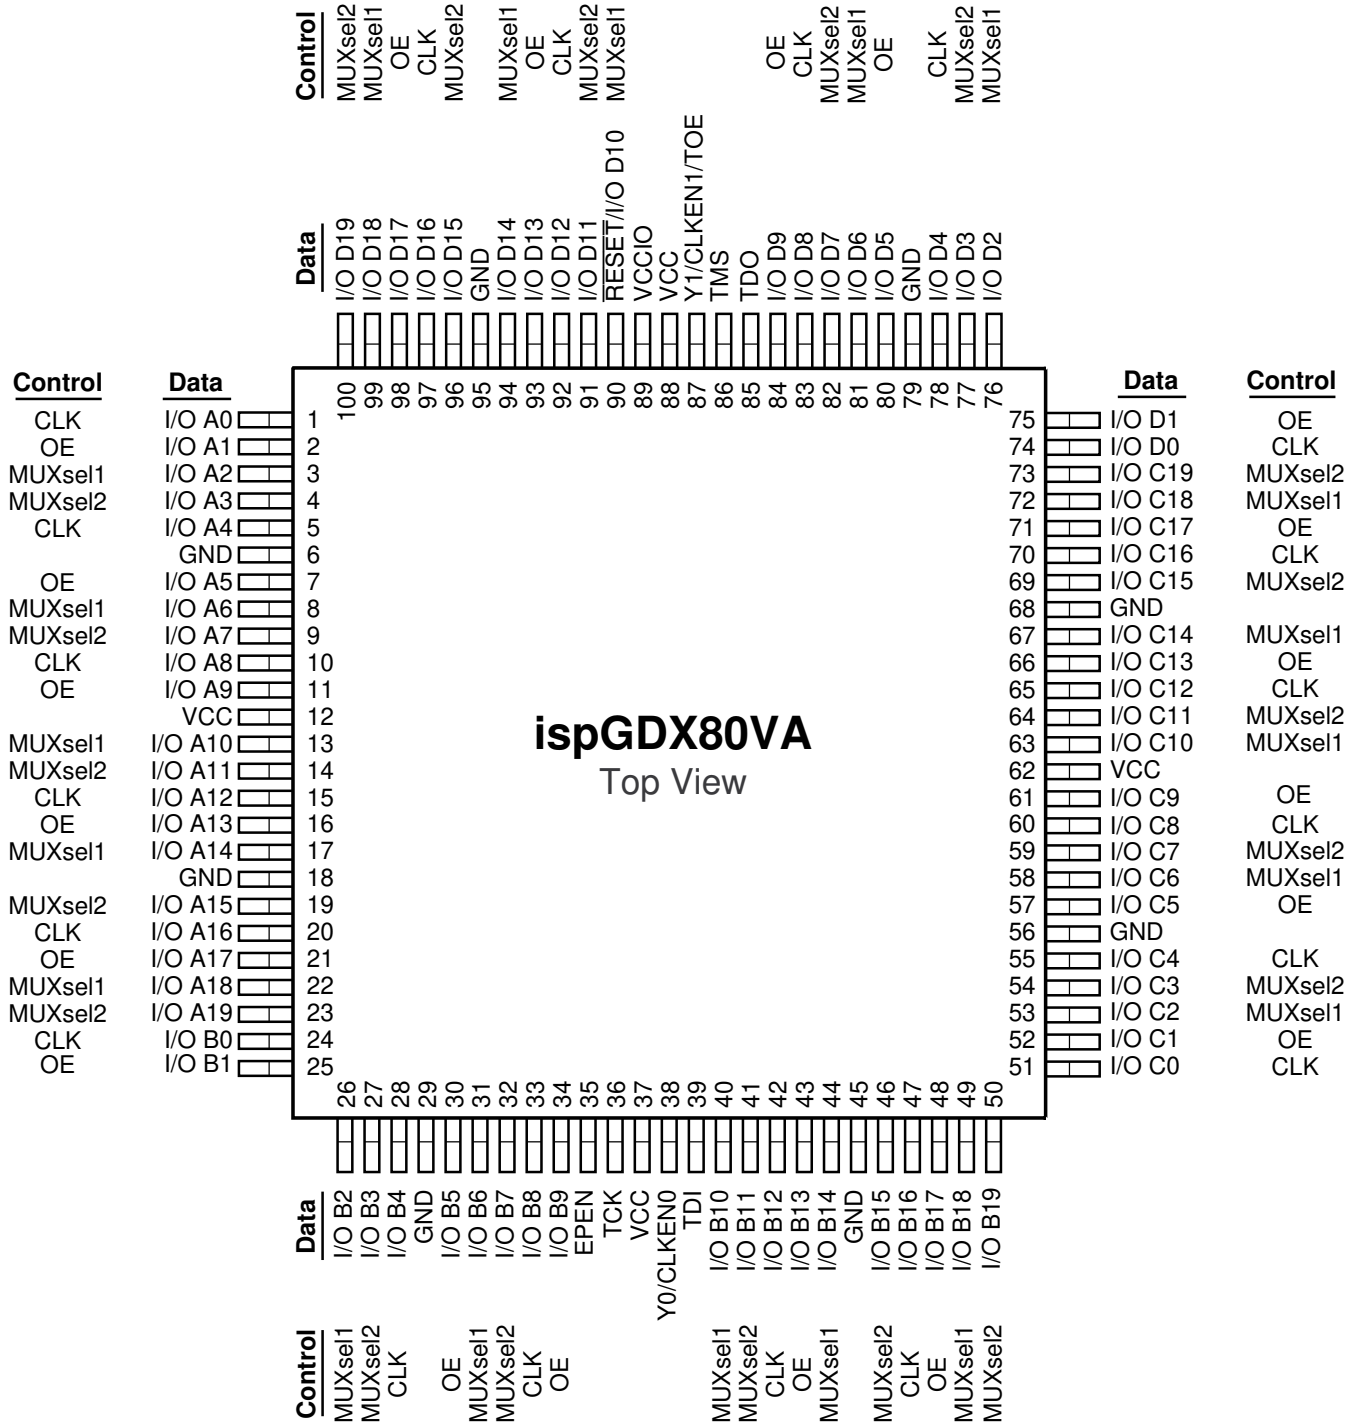 Control MUXsel2 MUXsel1 OE CLK MUXsel2 MUXsel1 OE CLK MUXsel2 MUXsel1 OE CLK MUXsel2 MUXsel1 OE CLK MUXsel2 MUXsel1
Data I/O D19 I/O D18 I/O D17 I/O D16 I/O D15 GND I/O D14 I/O D13 I/O D12 I/O D11 RESET/I/O D10 VCCIO VCC Y1/CLKEN1/TOE TMS TDO I/O D9 I/O D8 I/O D7 I/O D6 I/O D5 GND I/O D4 I/O D3 I/O D2
100 99 98 97 96 95 94 93 92 91 90 89 88 87 86 85 84 83 82 81 80 79 78 77 76
Control Data
CLK I/O A0 1
OE I/O A1 2
MUXsel1 I/O A2 3
MUXsel2 I/O A3 4
CLK I/O A4 5
GND 6
OE I/O A5 7
MUXsel1 I/O A6 8
MUXsel2 I/O A7 9
CLK I/O A8 10
OE I/O A9 11
VCC 12
MUXsel1 I/O A10 13
MUXsel2 I/O A11 14
CLK I/O A12 15
OE I/O A13 16
MUXsel1 I/O A14 17
GND 18
MUXsel2 I/O A15 19
CLK I/O A16 20
OE I/O A17 21
MUXsel1 I/O A18 22
MUXsel2 I/O A19 23
CLK I/O B0 24
OE I/O B1 25
ispGDX80VA
Top View
Data Control
75 I/O D1 OE
74 I/O D0 CLK
73 I/O C19 MUXsel2
72 I/O C18 MUXsel1
71 I/O C17 OE
70 I/O C16 CLK
69 I/O C15 MUXsel2
68 GND
67 I/O C14 MUXsel1
66 I/O C13 OE
65 I/O C12 CLK
64 I/O C11 MUXsel2
63 I/O C10 MUXsel1
62 VCC
61 I/O C9 OE
60 I/O C8 CLK
59 I/O C7 MUXsel2
58 I/O C6 MUXsel1
57 I/O C5 OE
56 GND
55 I/O C4 CLK
54 I/O C3 MUXsel2
53 I/O C2 MUXsel1
52 I/O C1 OE
51 I/O C0 CLK
26 27 28 29 30 31 32 33 34 35 36 37 38 39 40 41 42 43 44 45 46 47 48 49 50
Data I/O B2 I/O B3 I/O B4 GND I/O B5 I/O B6 I/O B7 I/O B8 I/O B9 EPEN TCK VCC Y0/CLKEN0 TDI I/O B10 I/O B11 I/O B12 I/O B13 I/O B14 GND I/O B15 I/O B16 I/O B17 I/O B18 I/O B19
Control MUXsel1 MUXsel2 CLK OE MUXsel1 MUXsel2 CLK OE MUXsel1 MUXsel2 CLK OE MUXsel1 MUXsel2 CLK OE MUXsel1 MUXsel2